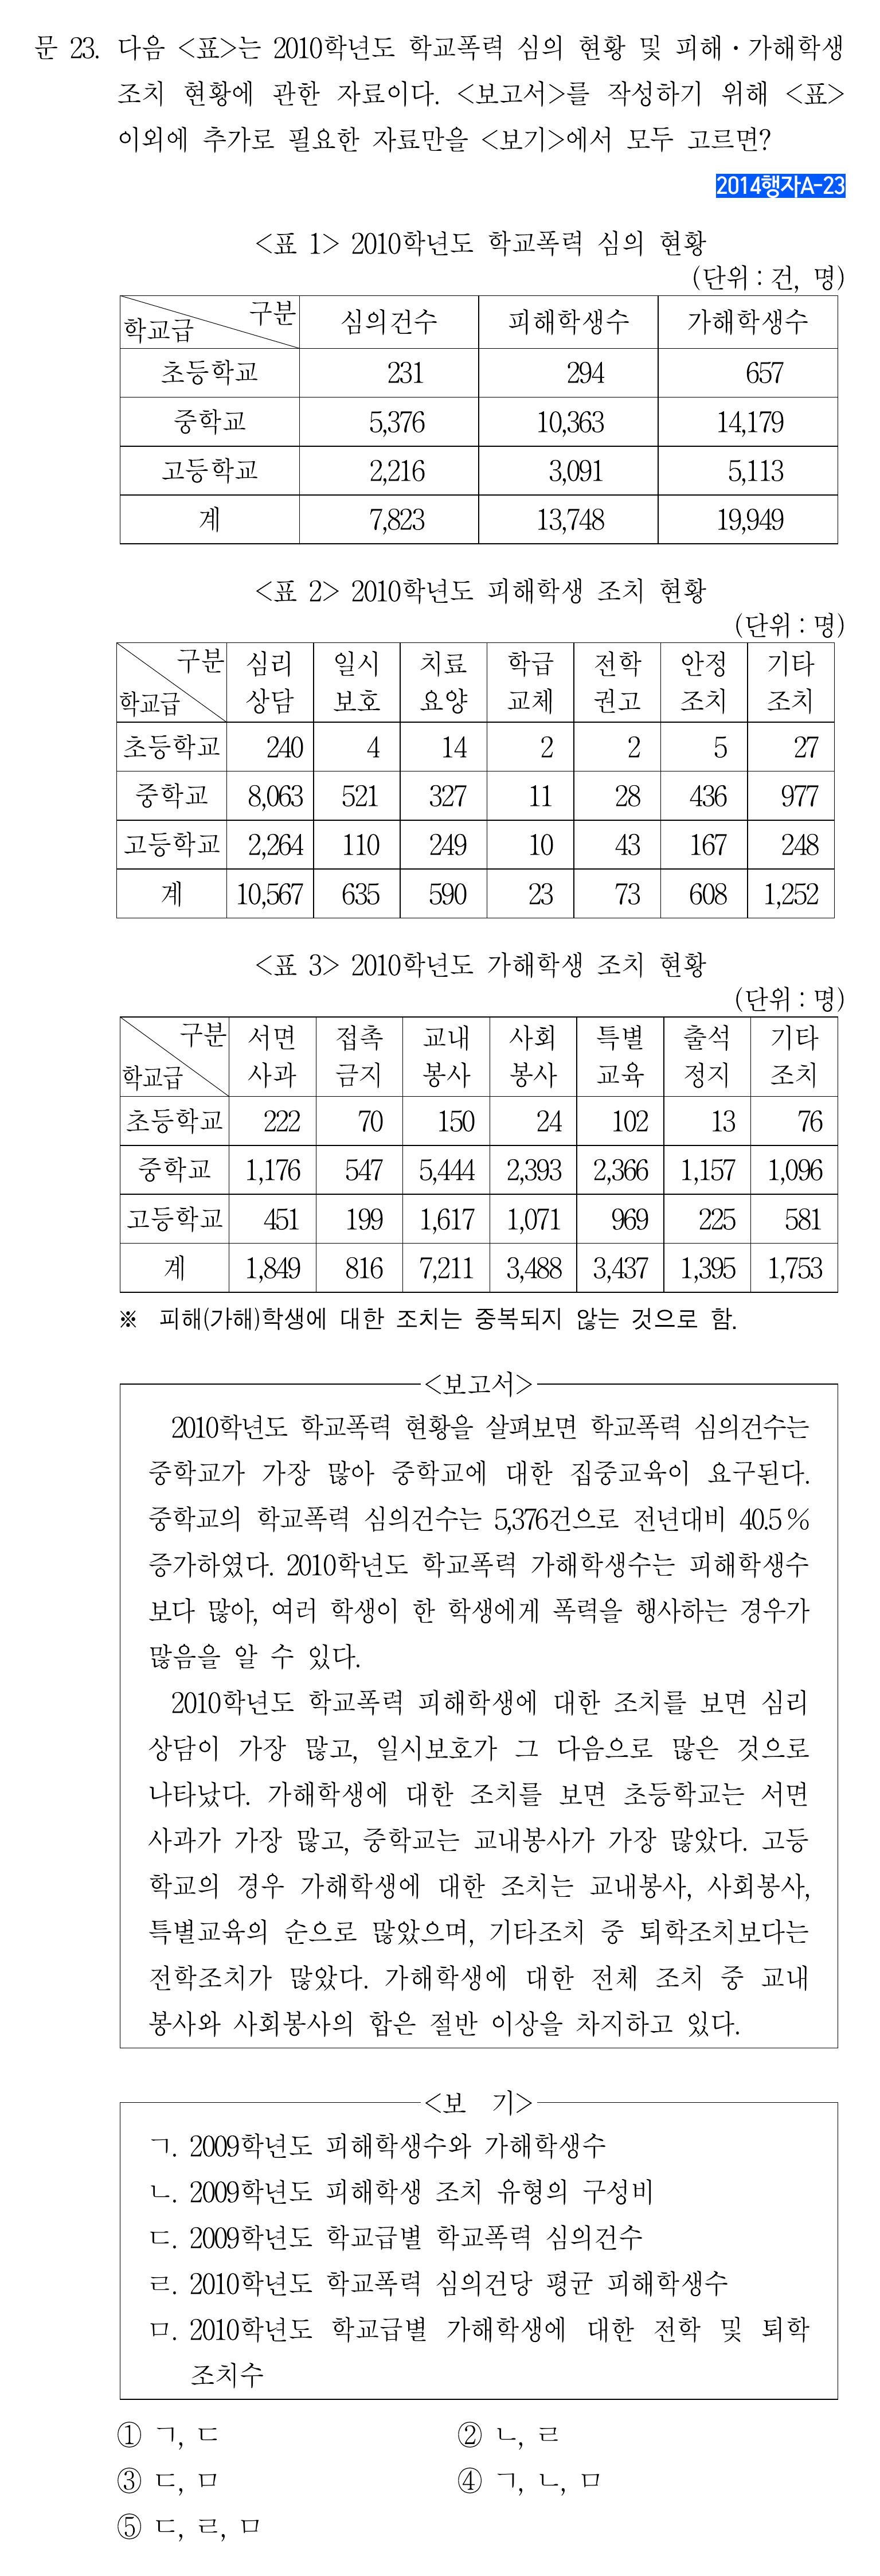 문 23. 다음 <표>는 2010학년도 학교폭력 심의 현황 및 피해·가해학생
조치 현황에 관한 자료이다. <보고서>를 작성하기 위해 <표>
이외에 추가로 필요한 자료만을 <보기>에서 모두 고르면?
2014행자A-23
<표 1> 2010학년도 학교폭력 심의 현황
(단위 : 건, 명)
학교급 구분 심의건수 피해학생수 가해학생수
초등학교 231 294 657
중학교 5,376 10,363 14,179
고등학교 2,216 3,091 5,113
계 7,823 13,748 19,949
<표 2> 2010학년도 피해학생 조치 현황
(단위 : 명)
구분 심리 일시 치료 학급 전학 안정 기타
학교급 상담 보호 요양 교체 권고 조치 조치
초등학교 240 4 14 2 2 5 27
중학교 8,063 521 327 11 28 436 977
고등학교 2,264 110 249 10 43 167 248
계 10,567 635 590 23 73 608 1,252
<표 3> 2010학년도 가해학생 조치 현황
(단위 : 명)
구분 서면 접촉 교내 사회 특별 출석 기타
학교급 사과 금지 봉사 봉사 교육 정지 조치
초등학교 222 70 150 24 102 13 76
중학교 1,176 547 5,444 2,393 2,366 1,157 1,096
고등학교 451 199 1,617 1,071 969 225 581
계 1,849 816 7,211 3,488 3,437 1,395 1,753
※ 피해(가해)학생에 대한 조치는 중복되지 않는 것으로 함.
<보고서>
2010학년도 학교폭력 현황을 살펴보면 학교폭력 심의건수는
중학교가 가장 많아 중학교에 대한 집중교육이 요구된다.
중학교의 학교폭력 심의건수는 5,376건으로 전년대비 40.5 %
증가하였다. 2010학년도 학교폭력 가해학생수는 피해학생수
보다 많아, 여러 학생이 한 학생에게 폭력을 행사하는 경우가
많음을 알 수 있다.
2010학년도 학교폭력 피해학생에 대한 조치를 보면 심리
상담이 가장 많고, 일시보호가 그 다음으로 많은 것으로
나타났다. 가해학생에 대한 조치를 보면 초등학교는 서면
사과가 가장 많고, 중학교는 교내봉사가 가장 많았다. 고등
학교의 경우 가해학생에 대한 조치는 교내봉사, 사회봉사,
특별교육의 순으로 많았으며, 기타조치 중 퇴학조치보다는
전학조치가 많았다. 가해학생에 대한 전체 조치 중 교내
봉사와 사회봉사의 합은 절반 이상을 차지하고 있다.
<보 기>
ㄱ. 2009학년도 피해학생수와 가해학생수
ㄴ. 2009학년도 피해학생 조치 유형의 구성비
ㄷ. 2009학년도 학교급별 학교폭력 심의건수
ㄹ. 2010학년도 학교폭력 심의건당 평균 피해학생수
ㅁ. 2010학년도 학교급별 가해학생에 대한 전학 및 퇴학
조치수
① ㄱ, ㄷ ② ㄴ, ㄹ
③ ㄷ, ㅁ ④ ㄱ, ㄴ, ㅁ
⑤ ㄷ, ㄹ, ㅁ